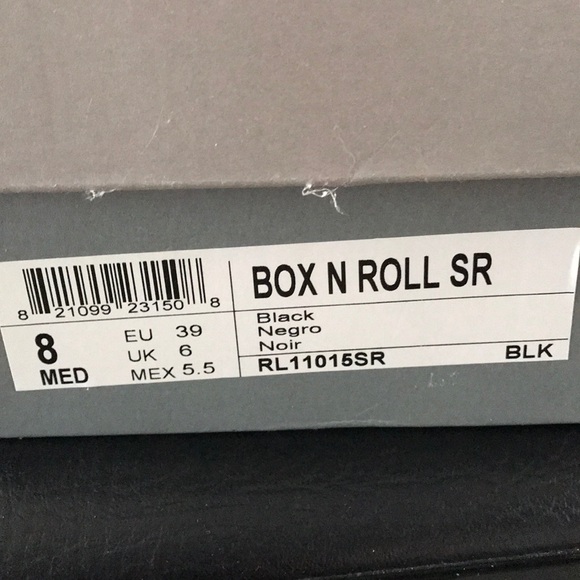 8 21099 23150 8
8 MED
EU 39
UK 6
MEX 5.5
BOX N ROLL SR
Black
Negro
Noir
RL11015SR BLK